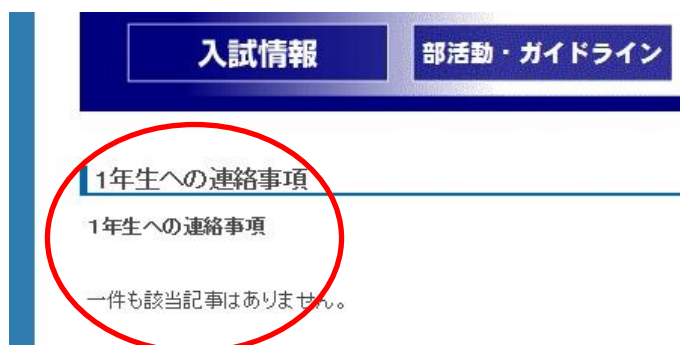 入試情報
部活動・ガイドライン
1年生への連絡事項
1年生への連絡事項
一件も該当記事はありません。